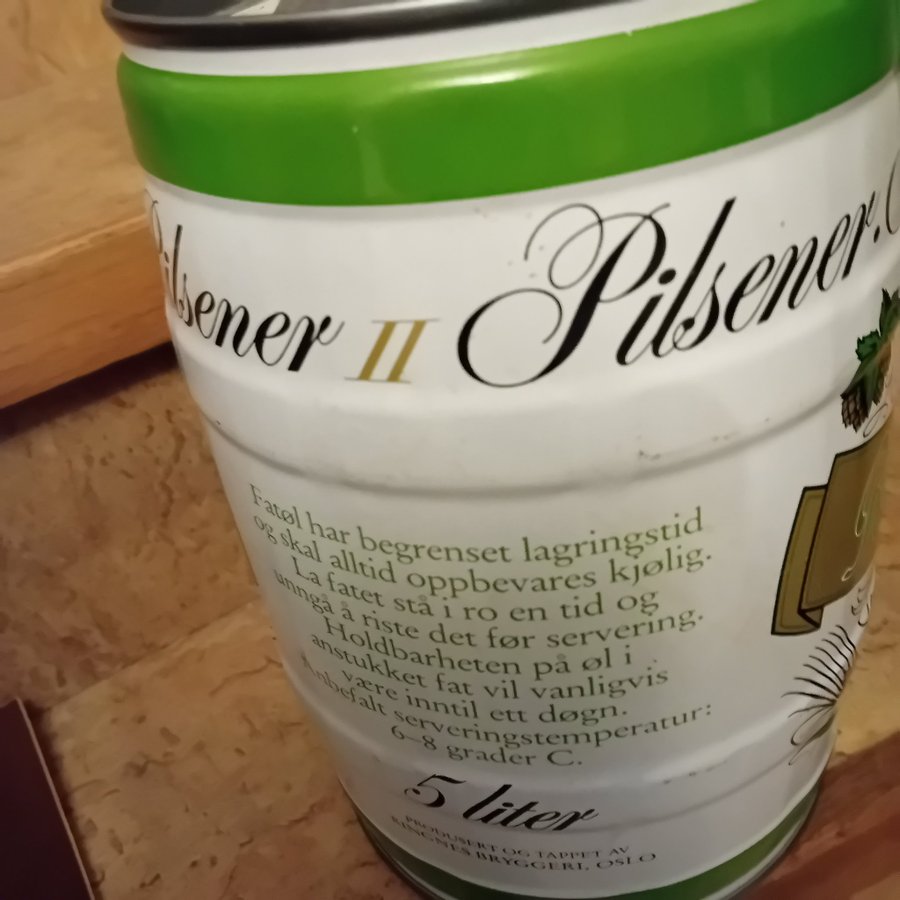 Pilsener II Pilsener.
Fatøl har begrenset lagringstid
og skal alltid oppbevares kjølig.
La fatet stå i ro en tid og
unngå å riste det før servering.
Holdbarheten på øl i
anstukket fat vil vanligvis
være inntil ett døgn.
Anbefalt serveringstemperatur:
6–8 grader C.
5 liter
PRODUSERT OG TAPPET AV
RINGNES BRYGGERI, OSLO